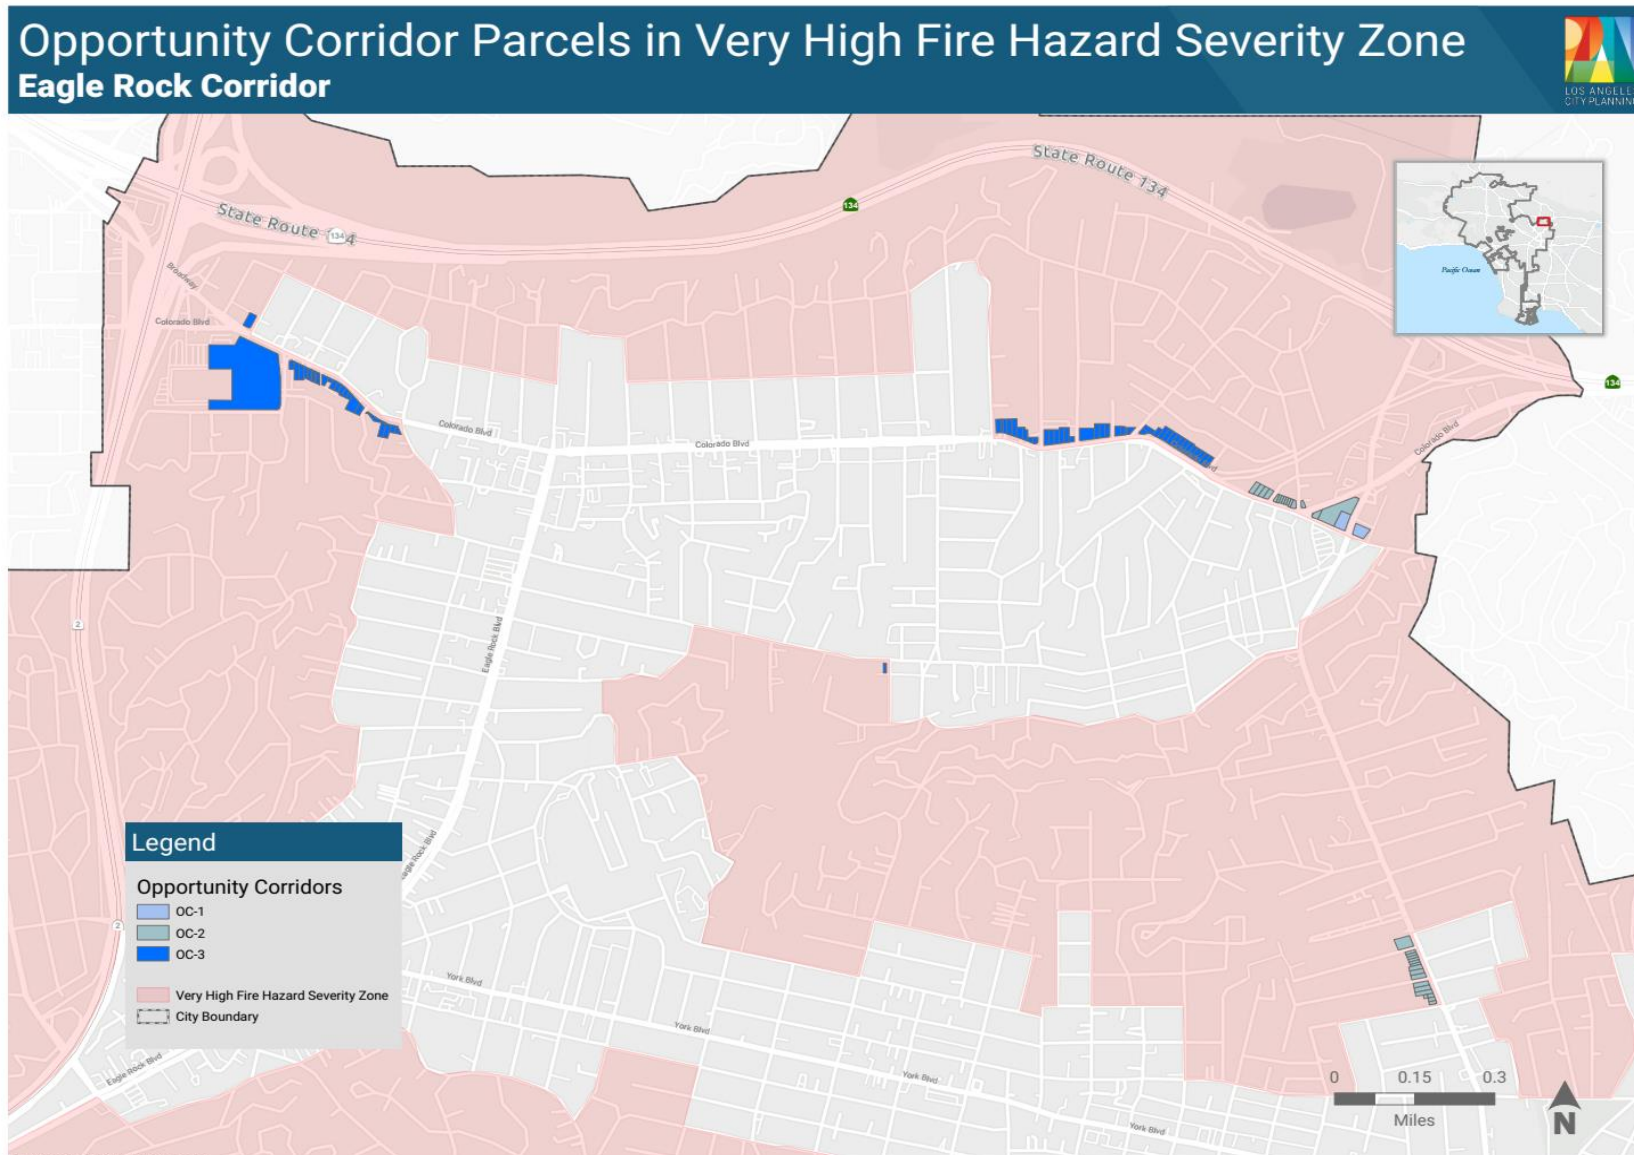 Opportunity Corridor Parcels in Very High Fire Hazard Severity Zone
Eagle Rock Corridor
LOS ANGELES
CITY PLANNING
State Route 134
134
State Route 4
134
134
Broadway
Colorado Blvd
Pacific Ocean
Colorado Blvd
Colorado Blvd
Colorado Blvd
2
Eagle Rock Blvd
Eagle Rock Blvd
2
York Blvd
York Blvd
York Blvd
York Blvd
Eagle Rock Blvd
Legend
Opportunity Corridors
OC-1
OC-2
OC-3
Very High Fire Hazard Severity Zone
City Boundary
0 0.15 0.3
Miles
N